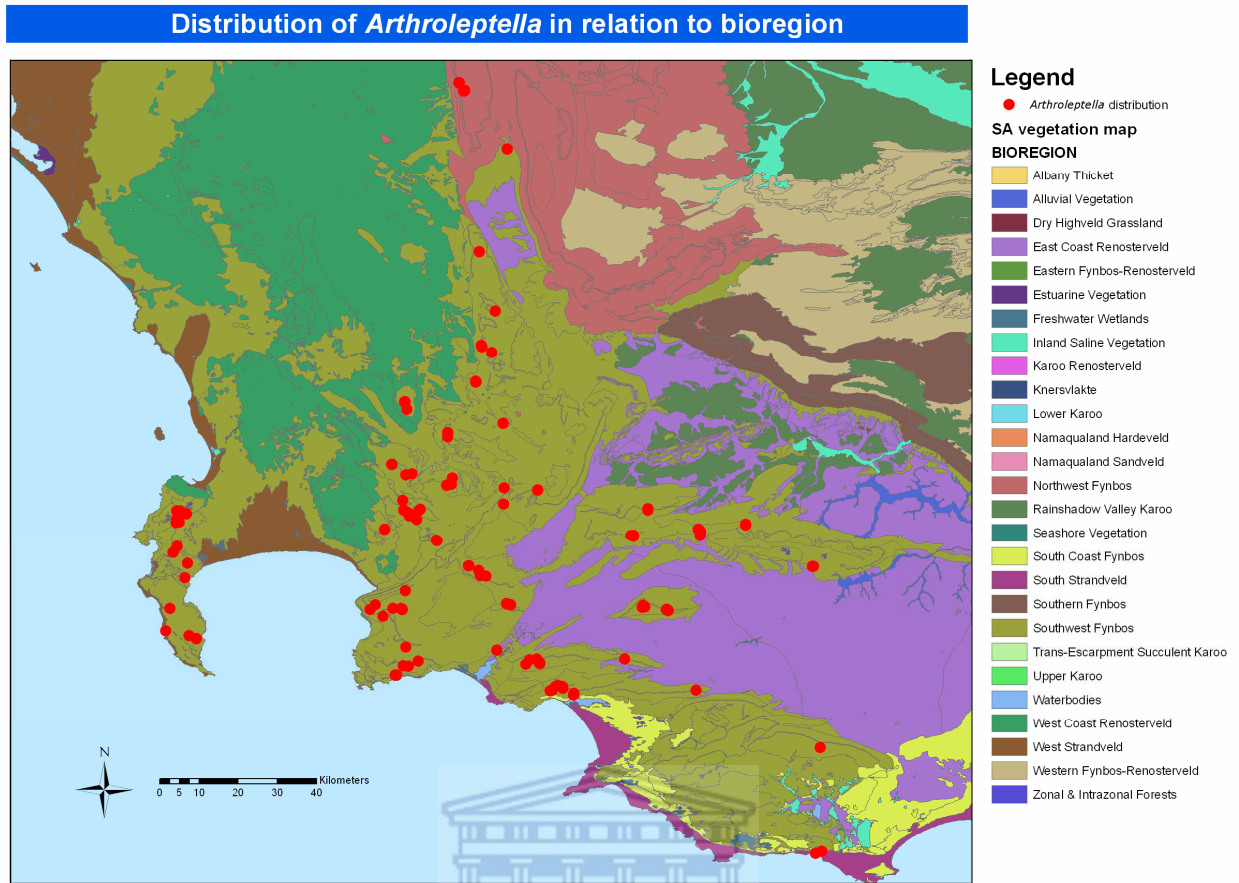 Distribution of Arthroleptella in relation to bioregion
Legend
Arthroleptella distribution
SA vegetation map
BIOREGION
Albany Thicket
Alluvial Vegetation
Dry Highveld Grassland
East Coast Renosterveld
Eastern Fynbos-Renosterveld
Estuarine Vegetation
Freshwater Wetlands
Inland Saline Vegetation
Karoo Renosterveld
Knersvlakte
Lower Karoo
Namaqualand Hardeveld
Namaqualand Sandveld
Northwest Fynbos
Rainshadow Valley Karoo
Seashore Vegetation
South Coast Fynbos
South Strandveld
Southern Fynbos
Southwest Fynbos
Trans-Escarpment Succulent Karoo
Upper Karoo
Waterbodies
West Coast Renosterveld
West Strandveld
Western Fynbos-Renosterveld
Zonal & Intrazonal Forests
N
Kilometers
0 5 10 20 30 40